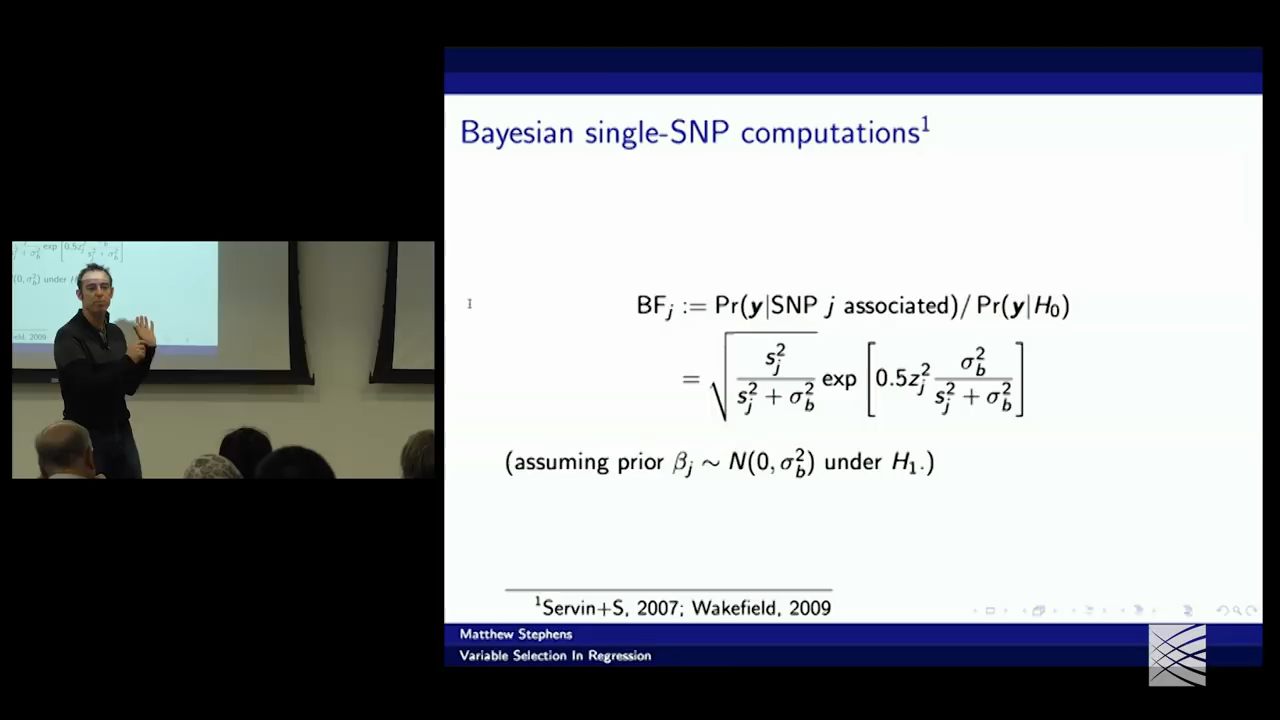 Bayesian single-SNP computations¹
BF_j := Pr(y|SNP j associated)/ Pr(y|H₀)
= √(s_j² / (s_j² + σ_b²)) exp [0.5z_j² σ_b² / (s_j² + σ_b²)]
(assuming prior β_j ~ N(0, σ_b²) under H₁.)
¹Servin+S, 2007; Wakefield, 2009
Matthew Stephens
Variable Selection In Regression